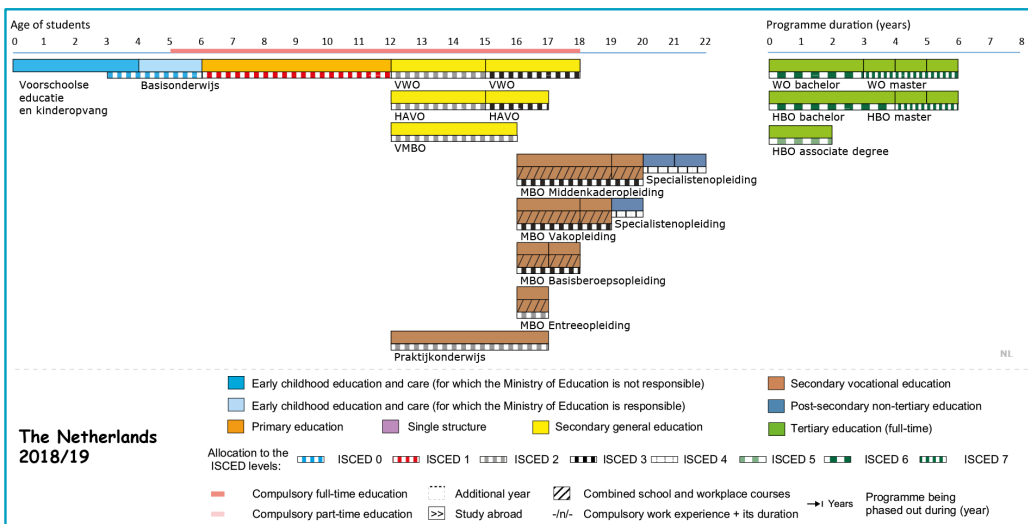 Age of students
Programme duration (years)
0 1 2 3 4 5 6 7 8 9 10 11 12 13 14 15 16 17 18 19 20 21 22
0 1 2 3 4 5 6 7 8
Voorschoolse
educatie
en kinderopvang
Basisonderwijs
VWO VWO
WO bachelor WO master
HAVO HAVO
HBO bachelor HBO master
VMBO
HBO associate degree
Specialistenopleiding
MBO Middenkaderopleiding
Specialistenopleiding
MBO Vakopleiding
MBO Basisberoepsopleiding
MBO Entreeopleiding
Praktijkonderwijs
NL
Early childhood education and care (for which the Ministry of Education is not responsible)
Secondary vocational education
Early childhood education and care (for which the Ministry of Education is responsible)
Post-secondary non-tertiary education
Primary education Single structure Secondary general education
Tertiary education (full-time)
The Netherlands
2018/19
Allocation to the
ISCED levels:
ISCED 0 ISCED 1 ISCED 2 ISCED 3 ISCED 4 ISCED 5 ISCED 6 ISCED 7
Compulsory full-time education Additional year Combined school and workplace courses
Years
Programme being
phased out during (year)
Compulsory part-time education >> Study abroad -/n/- Compulsory work experience + its duration